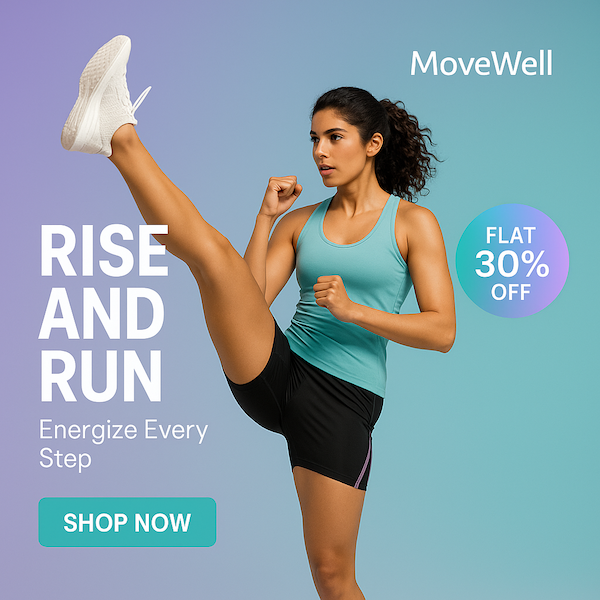 MoveWell
RISE
AND
RUN
Energize Every
Step
SHOP NOW
FLAT
30%
OFF